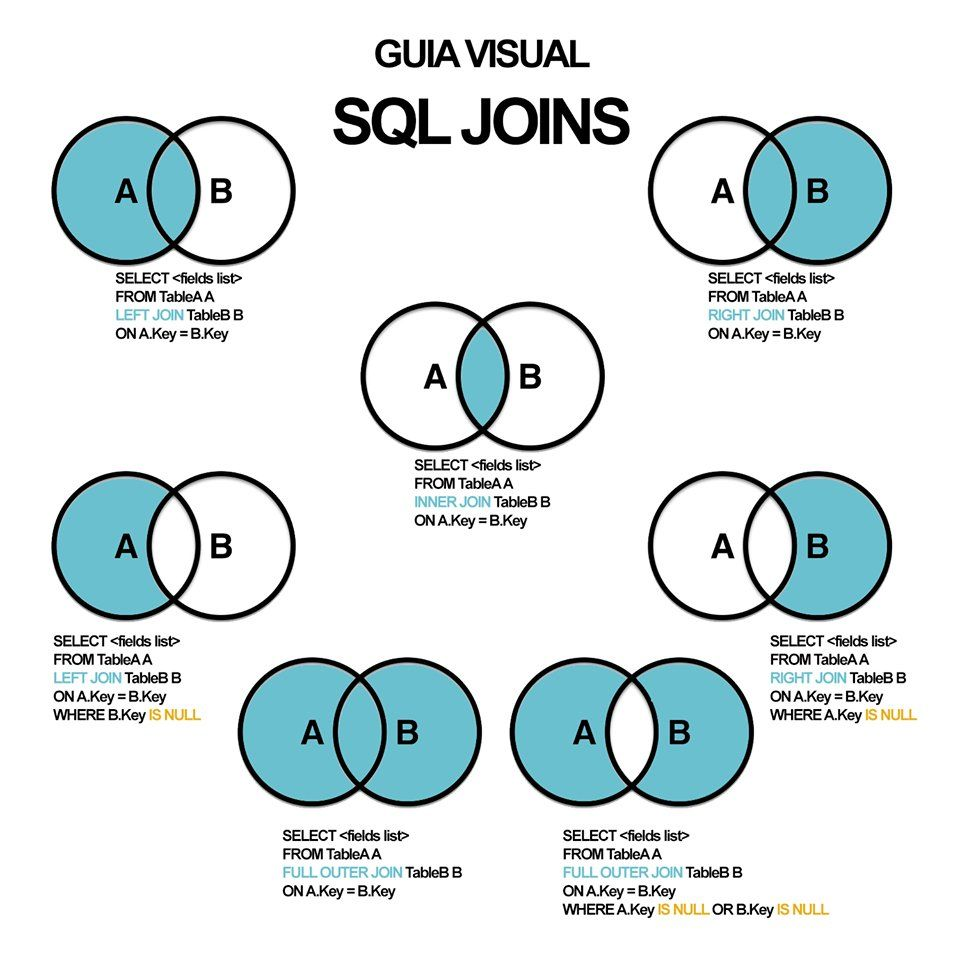 GUIA VISUAL
SQL JOINS
A B
SELECT <fields list>
FROM TableA A
LEFT JOIN TableB B
ON A.Key = B.Key
A B
SELECT <fields list>
FROM TableA A
RIGHT JOIN TableB B
ON A.Key = B.Key
A B
SELECT <fields list>
FROM TableA A
INNER JOIN TableB B
ON A.Key = B.Key
A B
SELECT <fields list>
FROM TableA A
LEFT JOIN TableB B
ON A.Key = B.Key
WHERE B.Key IS NULL
A B
SELECT <fields list>
FROM TableA A
RIGHT JOIN TableB B
ON A.Key = B.Key
WHERE A.Key IS NULL
A B
SELECT <fields list>
FROM TableA A
FULL OUTER JOIN TableB B
ON A.Key = B.Key
A B
SELECT <fields list>
FROM TableA A
FULL OUTER JOIN TableB B
ON A.Key = B.Key
WHERE A.Key IS NULL OR B.Key IS NULL